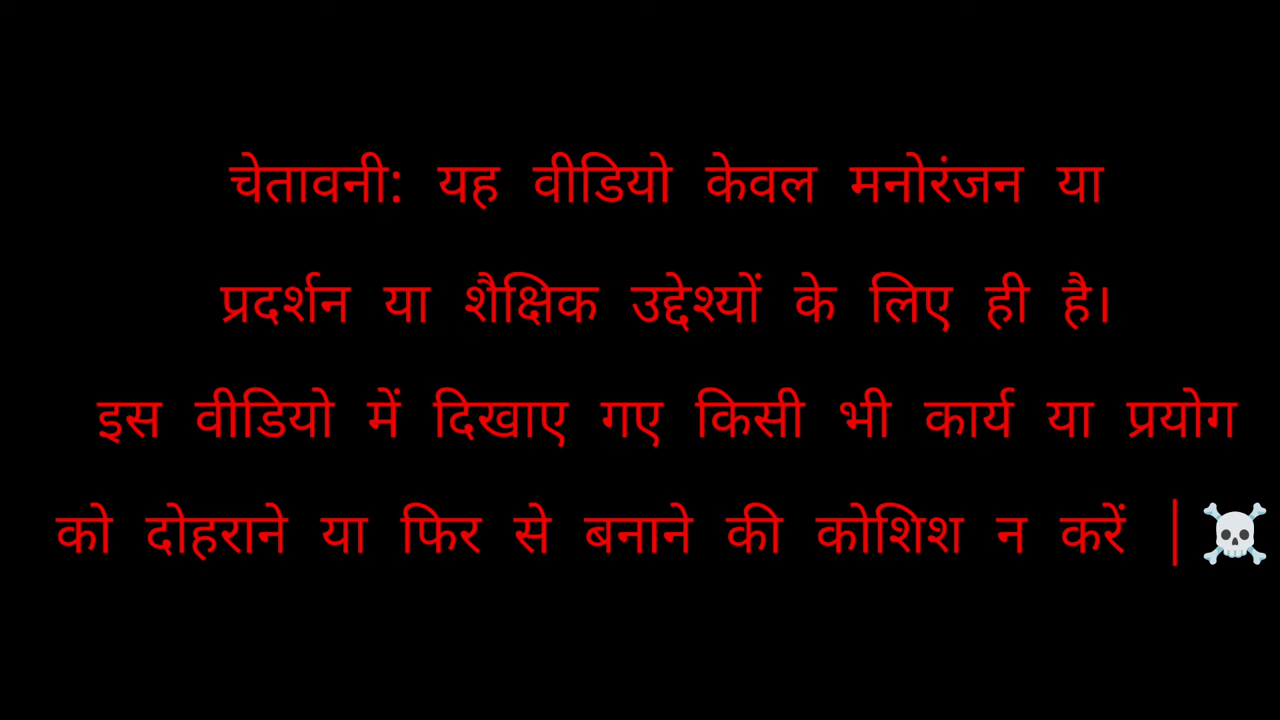 चेतावनी: यह वीडियो केवल मनोरंजन या
प्रदर्शन या शैक्षिक उद्देश्यों के लिए ही है।
इस वीडियो में दिखाए गए किसी भी कार्य या प्रयोग
को दोहराने या फिर से बनाने की कोशिश न करें |☠️